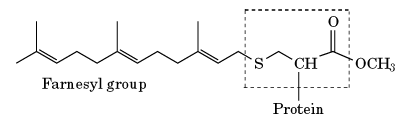 O
S
CH
OCH₃
Farnesyl group
Protein